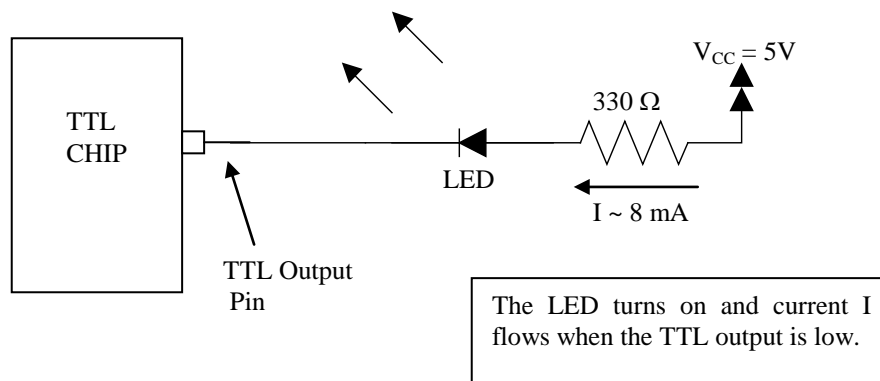 V_CC = 5V
330 Ω
TTL
CHIP
LED
I ~ 8 mA
TTL Output
Pin
The LED turns on and current I
flows when the TTL output is low.